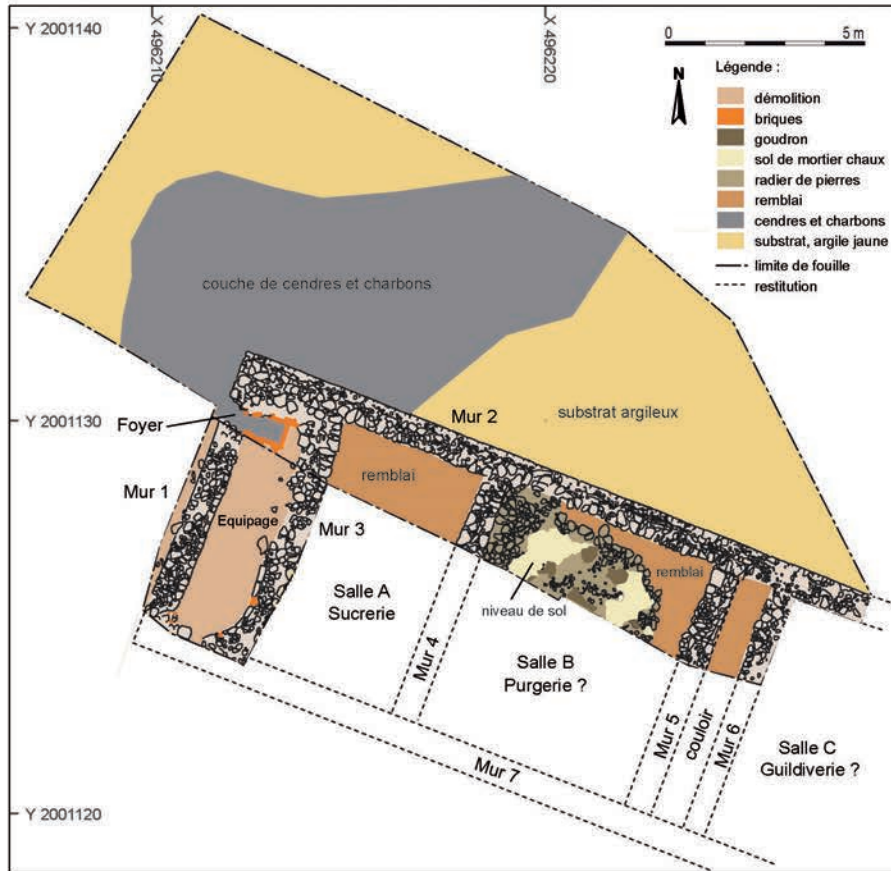 Y 2001140
X 496210
X 496220
0
5 m
N
Légende :
démolition
briques
goudron
sol de mortier chaux
radier de pierres
remblai
cendres et charbons
substrat, argile jaune
limite de fouille
restitution
couche de cendres et charbons
Y 2001130
Foyer
Mur 2
substrat argileux
Mur 1
remblai
Equipage
Mur 3
remblai
niveau de sol
Salle A
Sucrerie
Mur 4
Salle B
Purgerie ?
Mur 5
couloir
Mur 6
Salle C
Guildiverie ?
Mur 7
Y 2001120